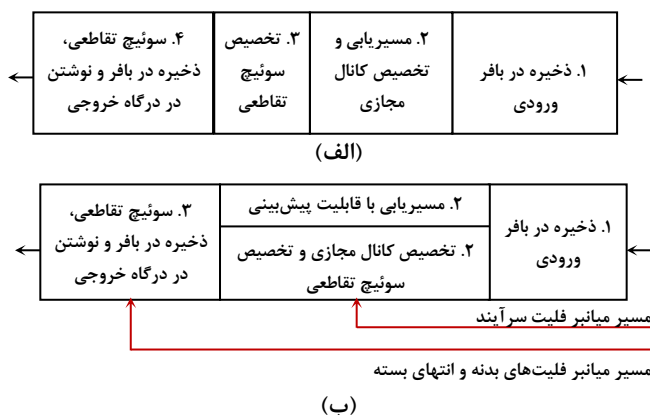 ۱. ذخیره در بافر
ورودی
۲. مسیریابی و
تخصیص کانال
مجازی
۳. تخصیص
سوئیچ
تقاطعی
۴. سوئیچ تقاطعی،
ذخیره در بافر و نوشتن
در درگاه خروجی
(الف)
۱. ذخیره در بافر
ورودی
۲. مسیریابی با قابلیت پیش‌بینی
۲. تخصیص کانال مجازی و تخصیص
سوئیچ تقاطعی
۳. سوئیچ تقاطعی،
ذخیره در بافر و نوشتن
در درگاه خروجی
مسیر میانبر فلیت سرآیند
مسیر میانبر فلیت‌های بدنه و انتهای بسته
(ب)